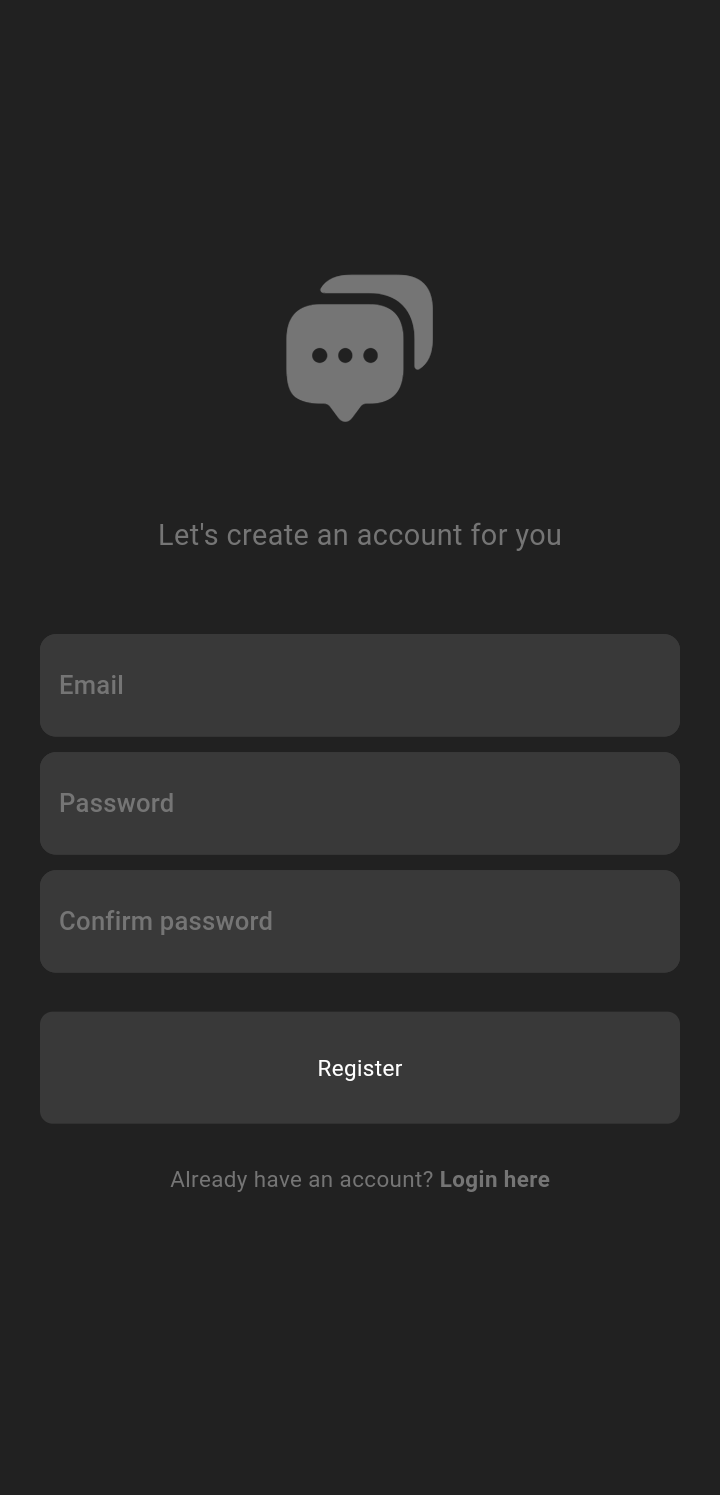 Let's create an account for you
Email
Password
Confirm password
Register
Already have an account? Login here